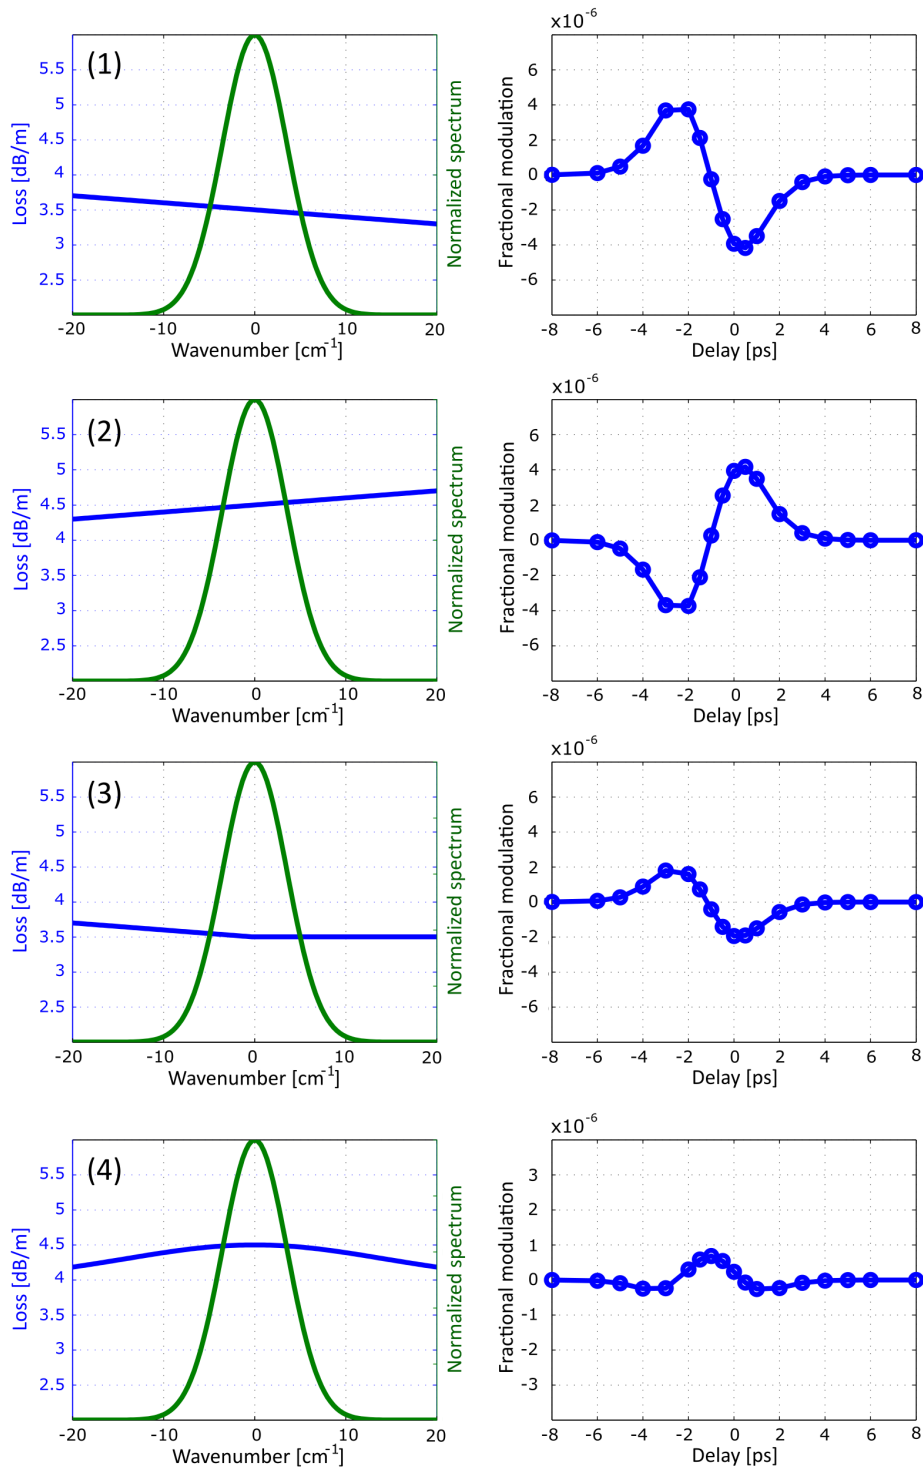 x10-6
(1)
5.5
5
4.5
4
3.5
3
2.5
Loss [dB/m]
Normalized spectrum
-20 -10 0 10 20
Wavenumber [cm-1]
6
4
2
0
-2
-4
-6
Fractional modulation
-8 -6 -4 -2 0 2 4 6 8
Delay [ps]
x10-6
(2)
5.5
5
4.5
4
3.5
3
2.5
Loss [dB/m]
Normalized spectrum
-20 -10 0 10 20
Wavenumber [cm-1]
6
4
2
0
-2
-4
-6
Fractional modulation
-8 -6 -4 -2 0 2 4 6 8
Delay [ps]
x10-6
(3)
5.5
5
4.5
4
3.5
3
2.5
Loss [dB/m]
Normalized spectrum
-20 -10 0 10 20
Wavenumber [cm-1]
6
4
2
0
-2
-4
-6
Fractional modulation
-8 -6 -4 -2 0 2 4 6 8
Delay [ps]
x10-6
(4)
5.5
5
4.5
4
3.5
3
2.5
Loss [dB/m]
Normalized spectrum
-20 -10 0 10 20
Wavenumber [cm-1]
3
2
1
0
-1
-2
-3
Fractional modulation
-8 -6 -4 -2 0 2 4 6 8
Delay [ps]